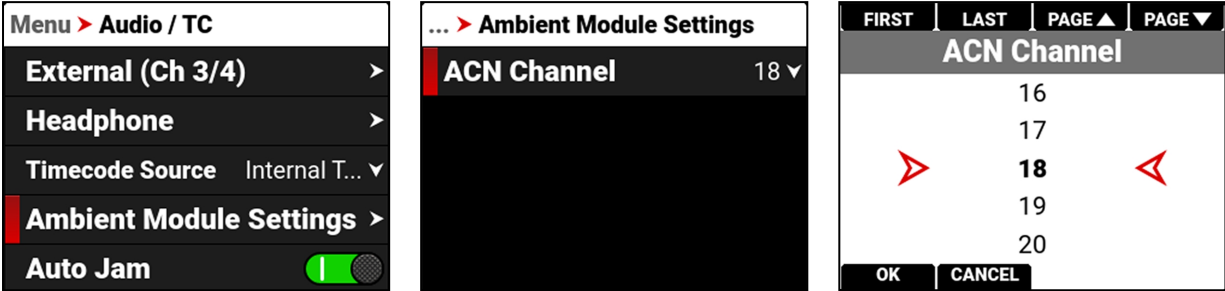 Menu > Audio / TC
External (Ch 3/4) >
Headphone >
Timecode Source Internal T...
Ambient Module Settings >
Auto Jam
... > Ambient Module Settings
ACN Channel 18
FIRST LAST PAGE▲ PAGE▼
ACN Channel
16
17
18
19
20
OK CANCEL